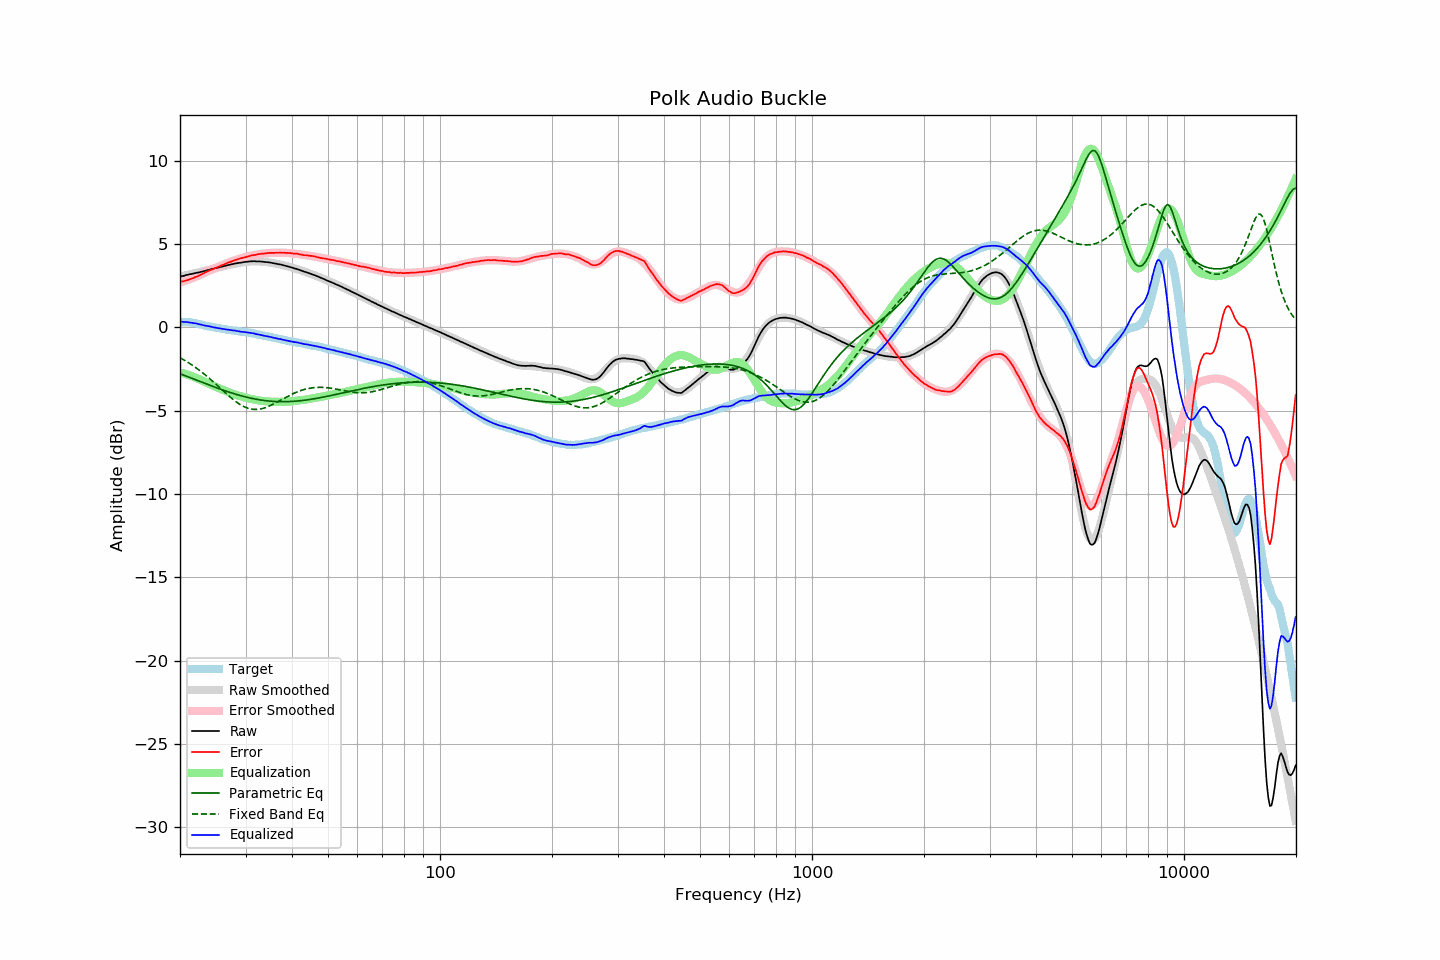 Polk Audio Buckle
10
5
0
−5
−10
−15
−20
−25
−30
Amplitude (dBr)
Target
Raw Smoothed
Error Smoothed
Raw
Error
Equalization
Parametric Eq
Fixed Band Eq
Equalized
100
1000
10000
Frequency (Hz)